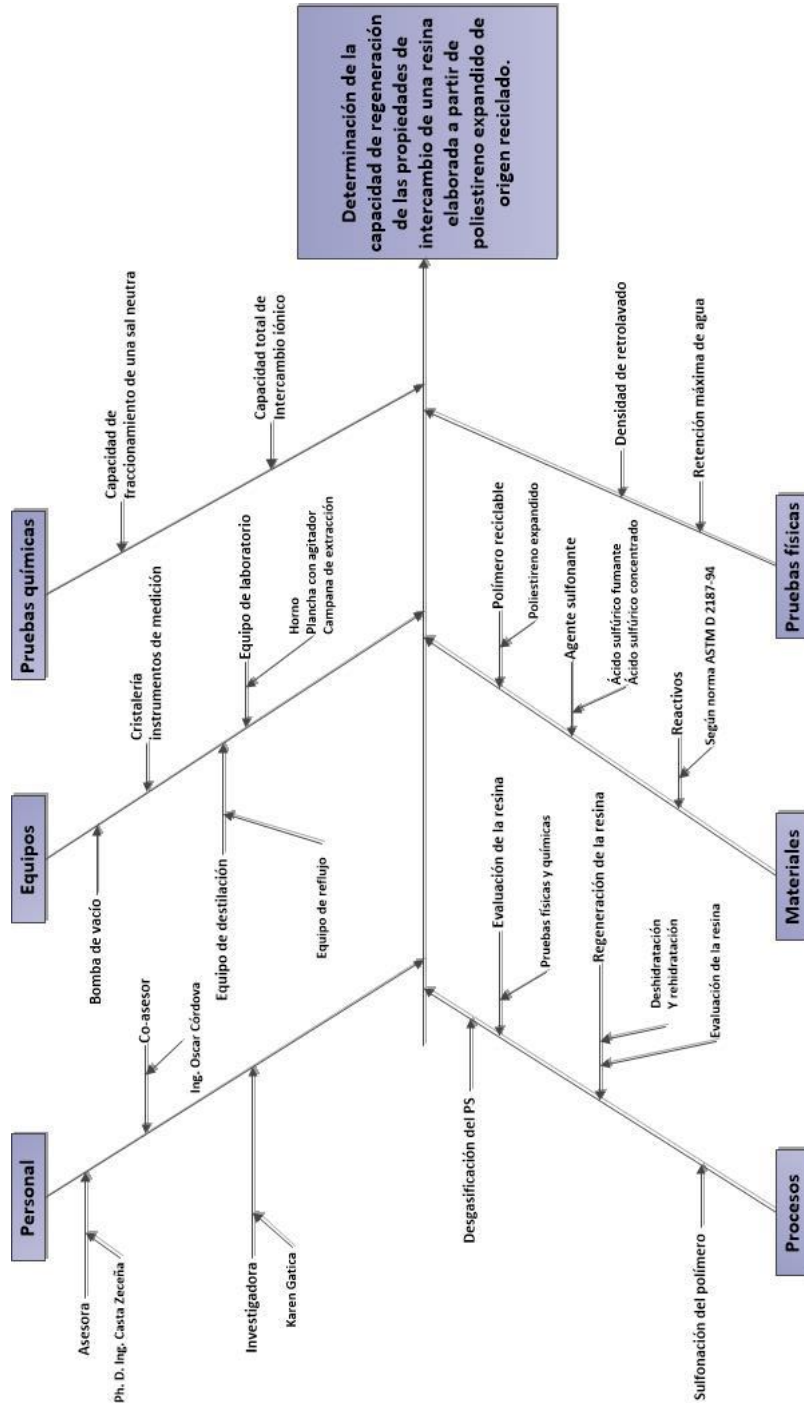 Personal
Asesora
Ph. D. Ing. Casta Zeceña
Co-asesor
Ing. Oscar Córdova
Investigadora
Karen Gatica
Equipos
Bomba de vacío
Cristalería
instrumentos de medición
Equipo de destilación
Equipo de reflujo
Equipo de laboratorio
Horno
Plancha con agitador
Campana de extracción
Pruebas químicas
Capacidad de
fraccionamiento de una sal neutra
Capacidad total de
Intercambio iónico
Determinación de la
capacidad de regeneración
de las propiedades de
intercambio de una resina
elaborada a partir de
poliestireno expandido de
origen reciclado.
Desgasificación del PS
Evaluación de la resina
Pruebas físicas y químicas
Regeneración de la resina
Deshidratación
Y rehidratación
Evaluación de la resina
Sulfonación del polímero
Procesos
Polímero reciclable
Poliestireno expandido
Agente sulfonante
Ácido sulfúrico fumante
Ácido sulfúrico concentrado
Reactivos
Según norma ASTM D 2187-94
Materiales
Densidad de retrolavado
Retención máxima de agua
Pruebas físicas